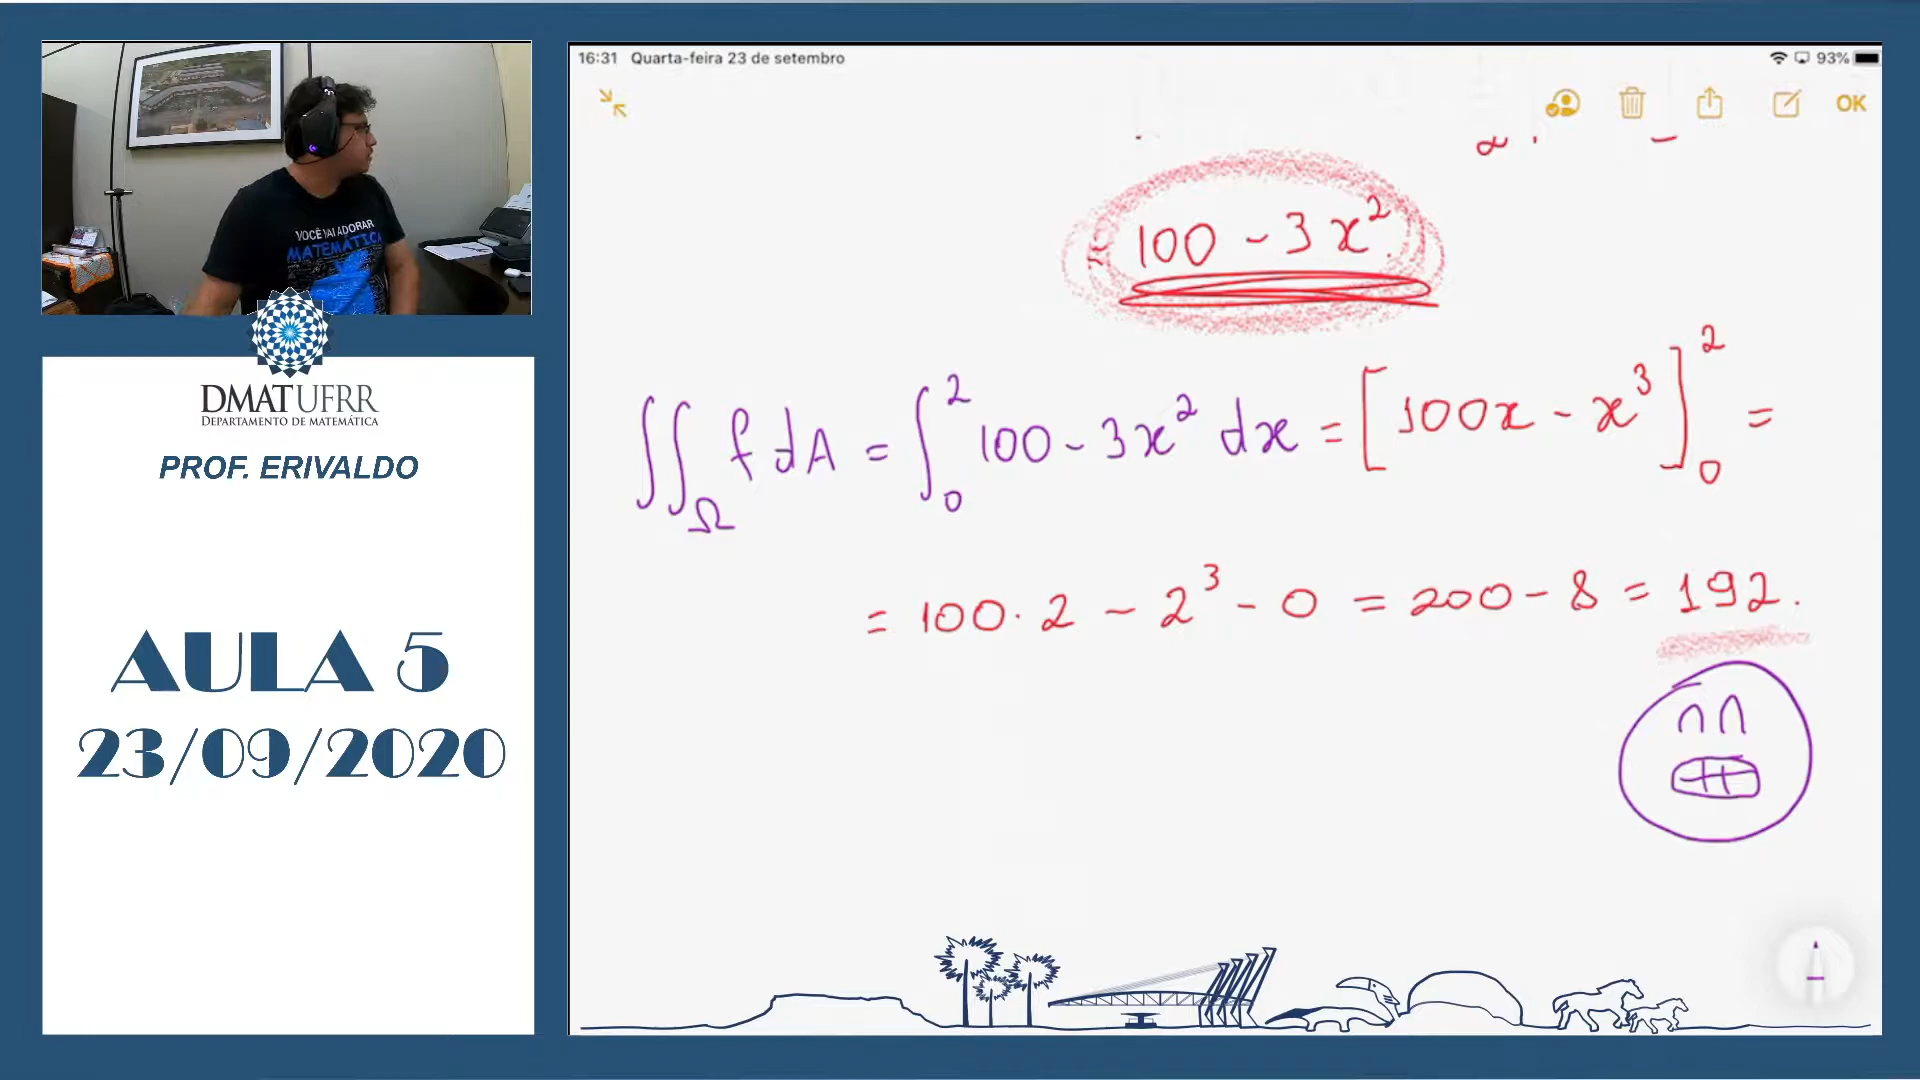 16:31 Quarta-feira 23 de setembro
93%
OK
= 100 - 3x².
∬_Ω f dA = ∫₀² 100 - 3x² dx = [100x - x³]₀² =
= 100 · 2 - 2³ - 0 = 200 - 8 = 192.
VOCÊ VAI ADORAR
MATEMÁTICA
DMATUFRR
DEPARTAMENTO DE MATEMÁTICA
PROF. ERIVALDO
AULA 5
23/09/2020